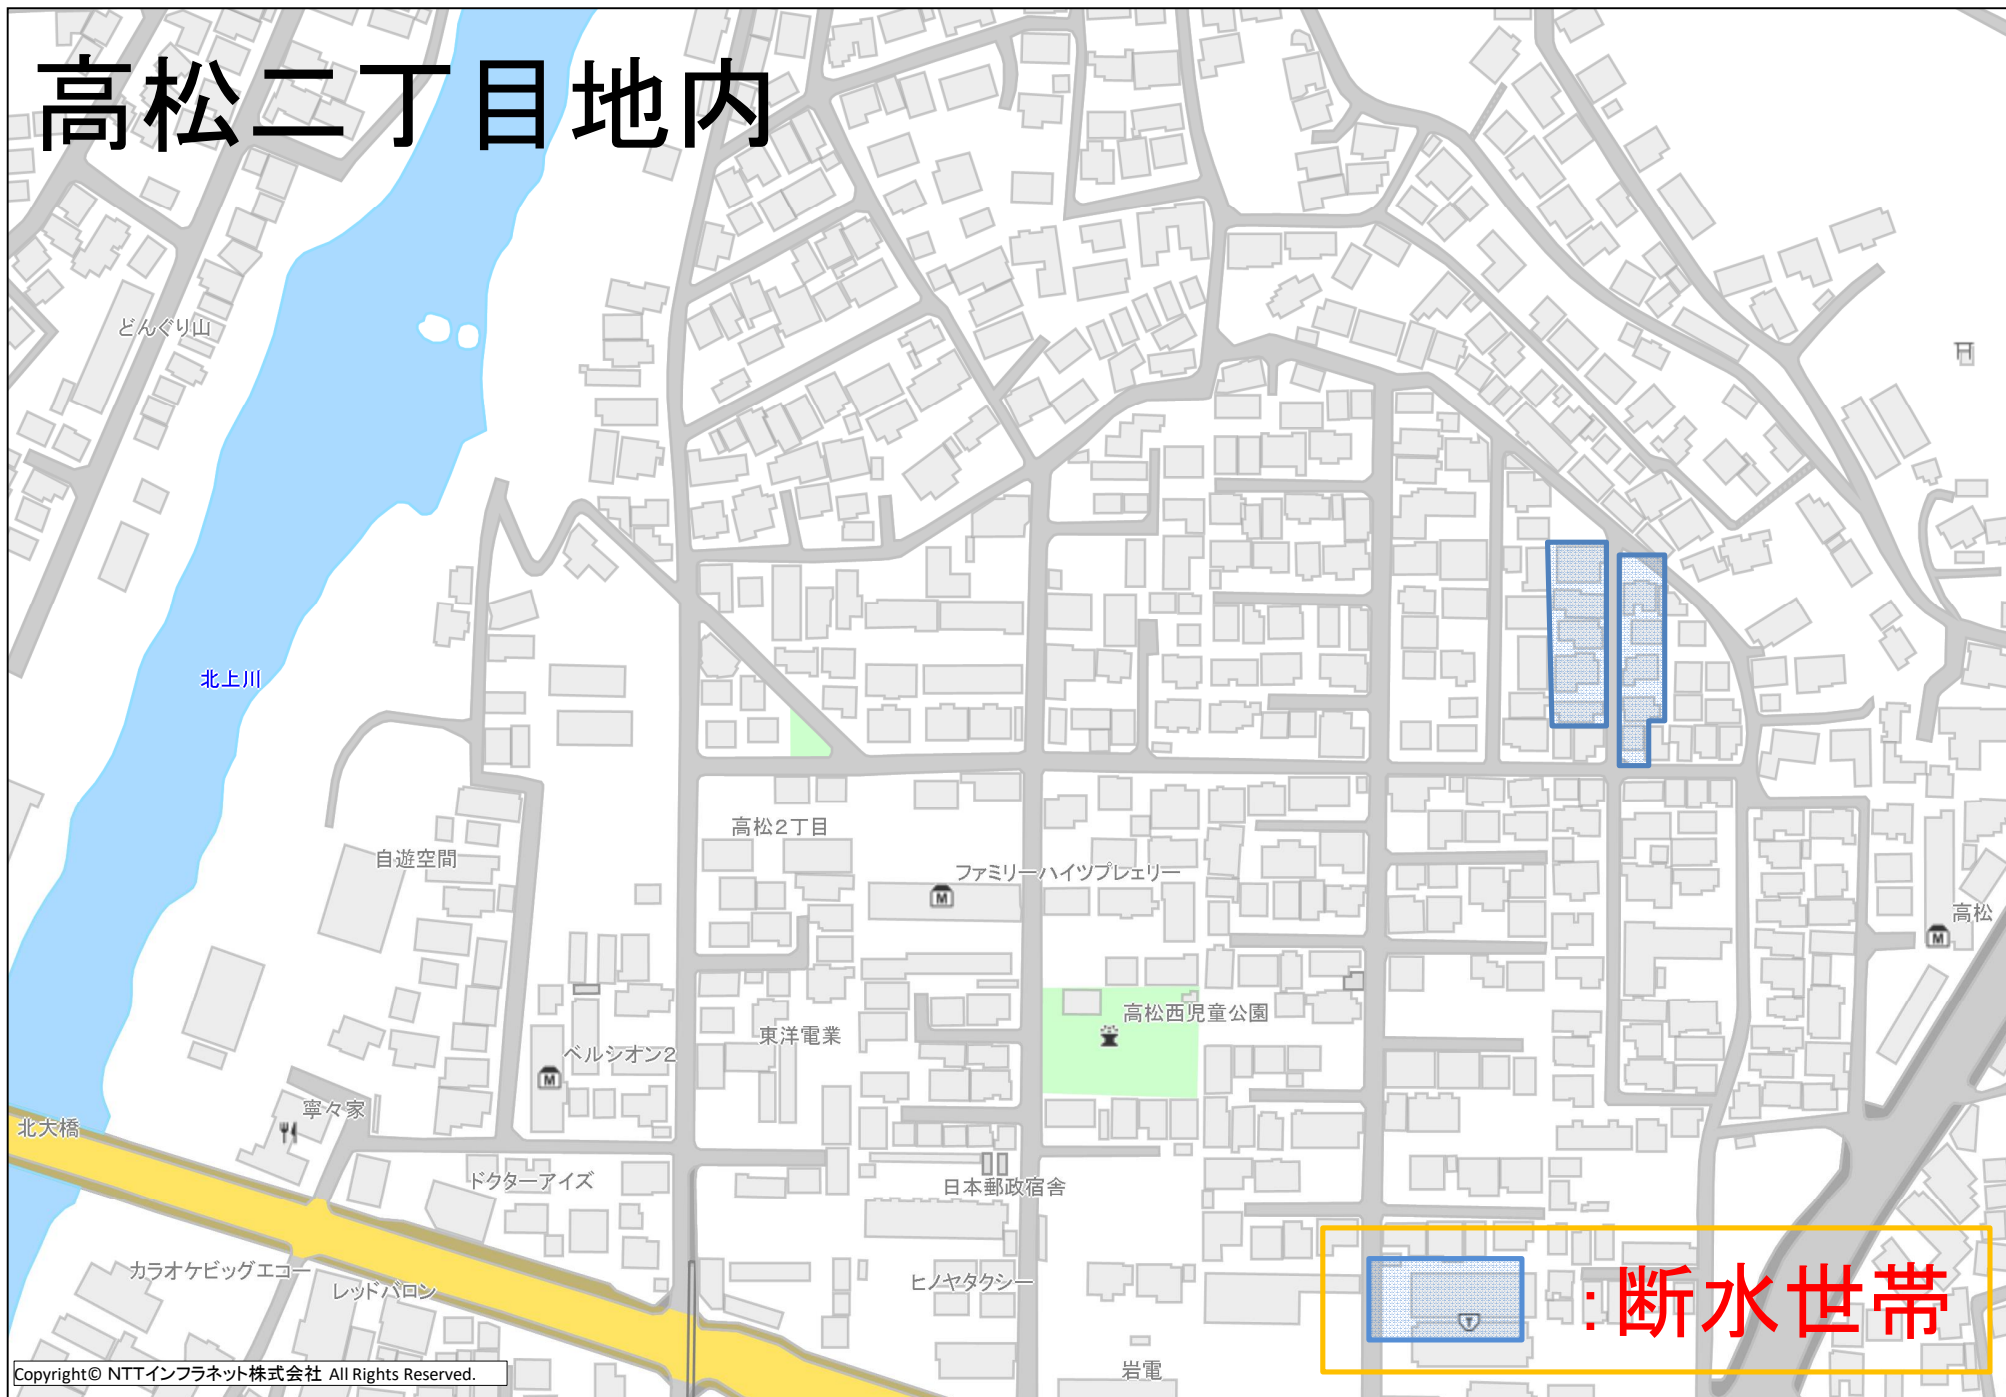 高松二丁目地内
どんぐり山
北上川
高松2丁目
自遊空間
ファミリーハイツプレェリー
高松
高松西児童公園
東洋電業
ベルシオン2
寧々家
北大橋
ドクターアイズ
日本郵政宿舎
カラオケビッグエコー
レッドバロン
ヒノヤタクシー
:断水世帯
岩電
Copyright© NTTインフラネット株式会社 All Rights Reserved.